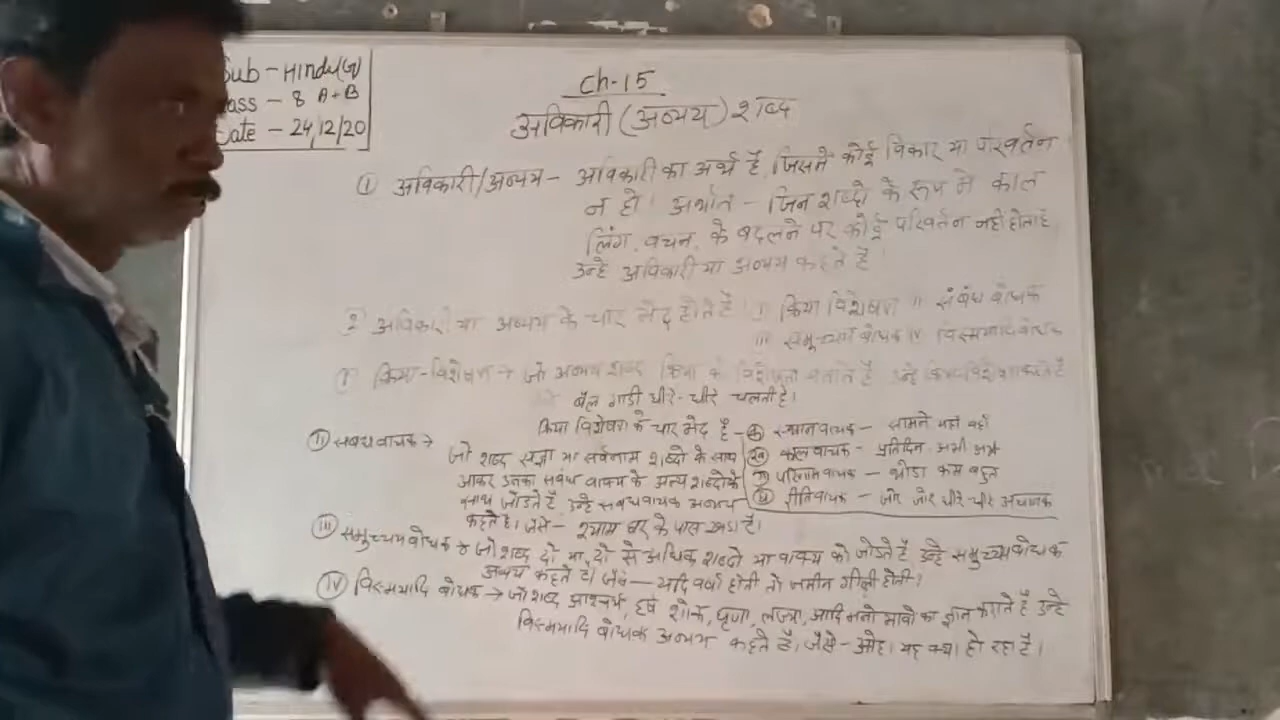 Sub - Hindi(G)
ass - 8 A+B
Date - 24/12/20
Ch-15
अविकारी (अव्यय) शब्द
① अविकारी/अव्यय - अविकारी का अर्थ है, जिसमें कोई विकार या परिवर्तन
न हो। अर्थात - जिन शब्दो के रूप मे काल
लिंग, वचन, के बदलने पर कोई परिवर्तन नहीं होता है
उन्हे अविकारी या अव्यय कहते है।
2 अविकारी या अव्यय के चार भेद होते है। I क्रिया विशेषण II संबंध बोधक
III समुच्चय बोधक IV विस्मयादिबोधक
I क्रिया-विशेषण → जो अव्यय शब्द क्रिया की विशेषता बताते है उन्हे क्रिया विशेषण कहते है
बैल गाडी धीरे-धीरे चलती है।
क्रिया विशेषण के चार भेद है - क स्थानवाचक - सामने यहाँ वहाँ
ख कालवाचक - प्रतिदिन अभी
ग परिमाणवाचक - थोडा कम बहुत
घ रीतिवाचक - जोर जोर धीरे धीरे अचानक
II संबंधवाचक →
जो शब्द संज्ञा या सर्वनाम शब्दो के साथ
आकर उनका संबंध वाक्य के अन्य शब्दो के
साथ जोडते है उन्हे संबंधवाचक अव्यय
कहते है। जैसे - श्याम घर के पास खडा है।
III समुच्चयबोधक → जो शब्द दो या दो से अधिक शब्दो या वाक्य को जोडते है उन्हे समुच्चयबोधक
अव्यय कहते है। जैसे - यदि वर्षा होती तो जमीन गीली होती।
IV विस्मयादि बोधक → जो शब्द आश्चर्य, हर्ष शोक, घृणा, लज्जा, आदि मनो भावो का ज्ञान कराते है उन्हे
विस्मयादि बोधक अव्यय कहते है। जैसे - ओह! यह क्या हो रहा है।